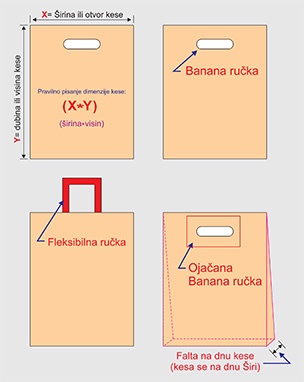 X= Širina ili otvor kese
Y= dubina ili visina kese
Pravilno pisanje dimenzije kese:
(X*Y)
(širina*visin)
Banana ručka
Fleksibilna ručka
Ojačana
Banana ručka
Falta na dnu kese
(kesa se na dnu Širi)